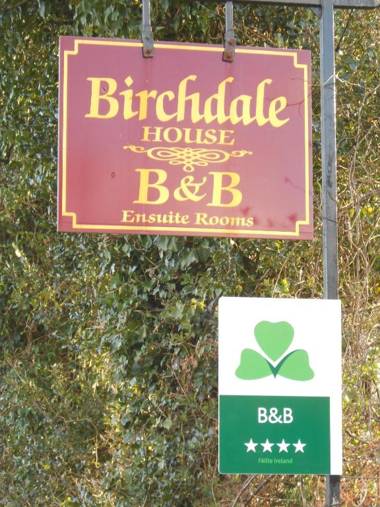 Birchdale
HOUSE
B&B
Ensuite Rooms
B&B
Fáilte Ireland